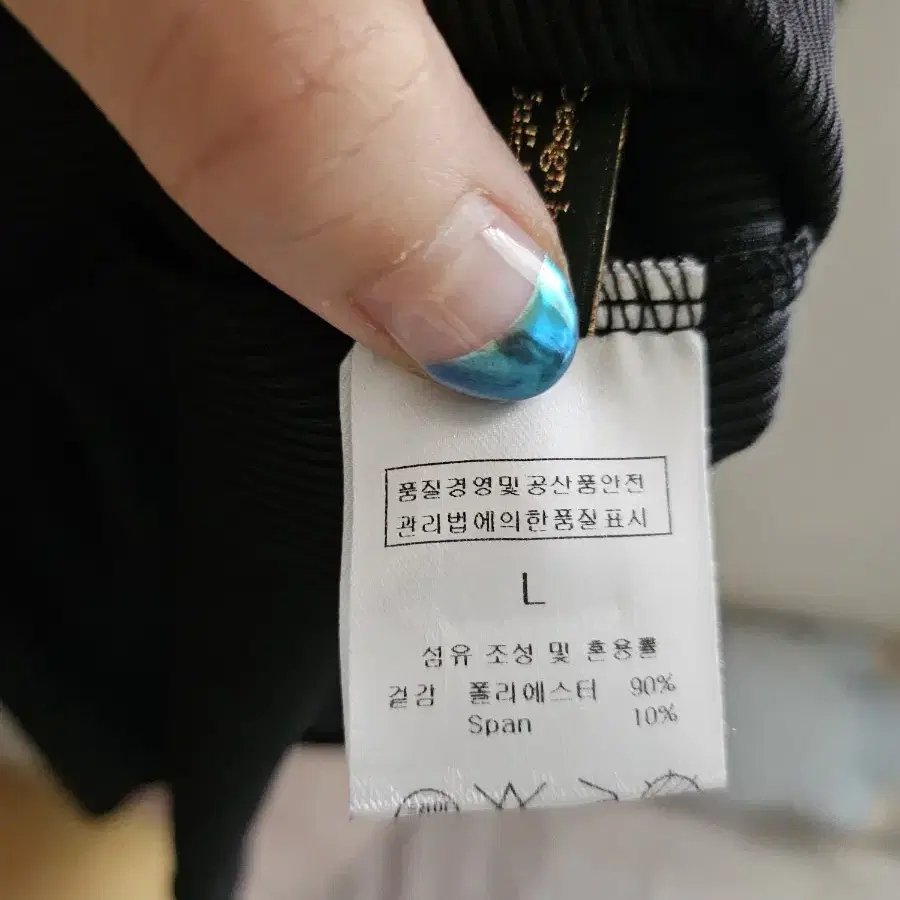 품질경영및공산품안전
관리법에의한품질표시
L
섬유 조성 및 혼용률
겉감 폴리에스터 90%
Span 10%